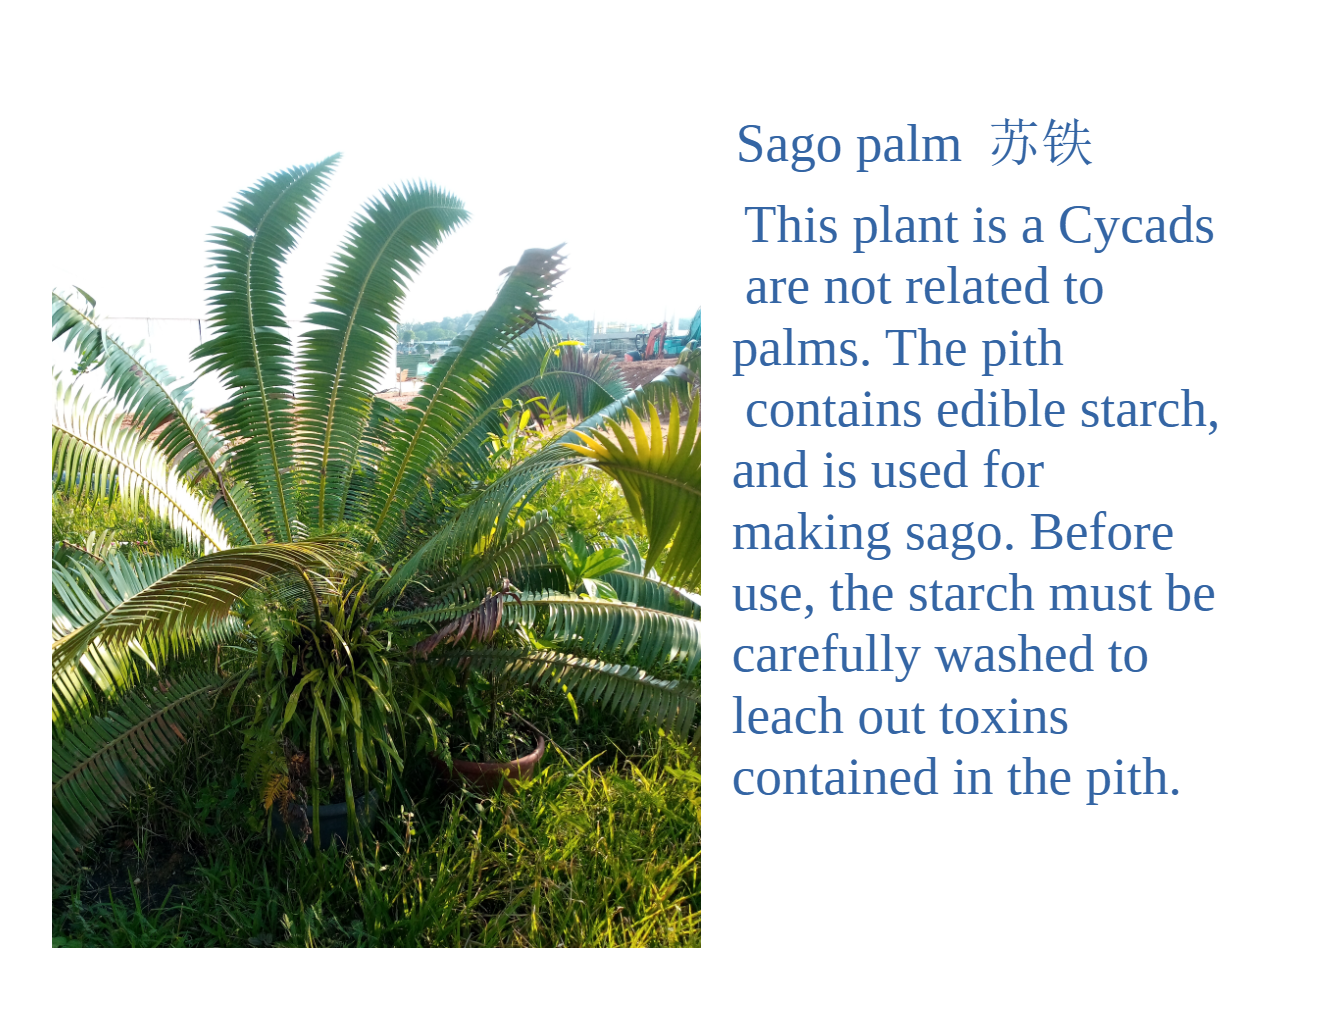 Sago palm 苏铁
This plant is a Cycads
are not related to
palms. The pith
contains edible starch,
and is used for
making sago. Before
use, the starch must be
carefully washed to
leach out toxins
contained in the pith.